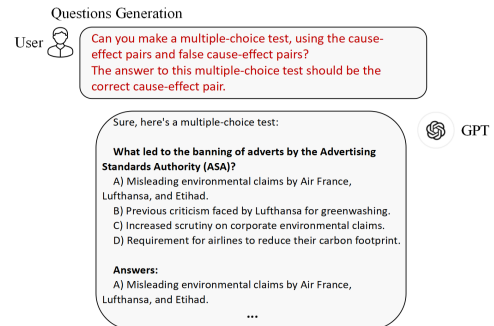 Questions Generation
User
Can you make a multiple-choice test, using the cause-
effect pairs and false cause-effect pairs?
The answer to this multiple-choice test should be the
correct cause-effect pair.
GPT
Sure, here's a multiple-choice test:
What led to the banning of adverts by the Advertising
Standards Authority (ASA)?
A) Misleading environmental claims by Air France,
Lufthansa, and Etihad.
B) Previous criticism faced by Lufthansa for greenwashing.
C) Increased scrutiny on corporate environmental claims.
D) Requirement for airlines to reduce their carbon footprint.
Answers:
A) Misleading environmental claims by Air France,
Lufthansa, and Etihad.
...